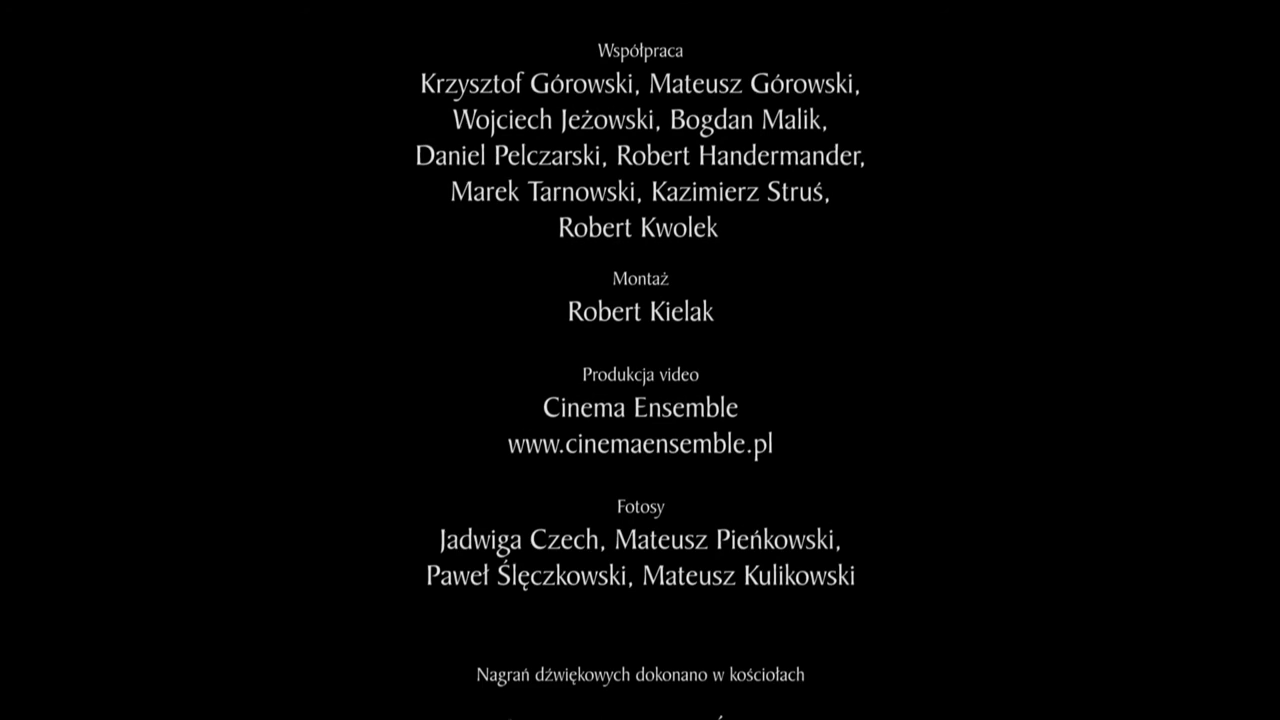 Współpraca
Krzysztof Górowski, Mateusz Górowski,
Wojciech Jeżowski, Bogdan Malik,
Daniel Pelczarski, Robert Handermander,
Marek Tarnowski, Kazimierz Struś,
Robert Kwolek
Montaż
Robert Kielak
Produkcja video
Cinema Ensemble
www.cinemaensemble.pl
Fotosy
Jadwiga Czech, Mateusz Pieńkowski,
Paweł Ślęczkowski, Mateusz Kulikowski
Nagrań dźwiękowych dokonano w kościołach